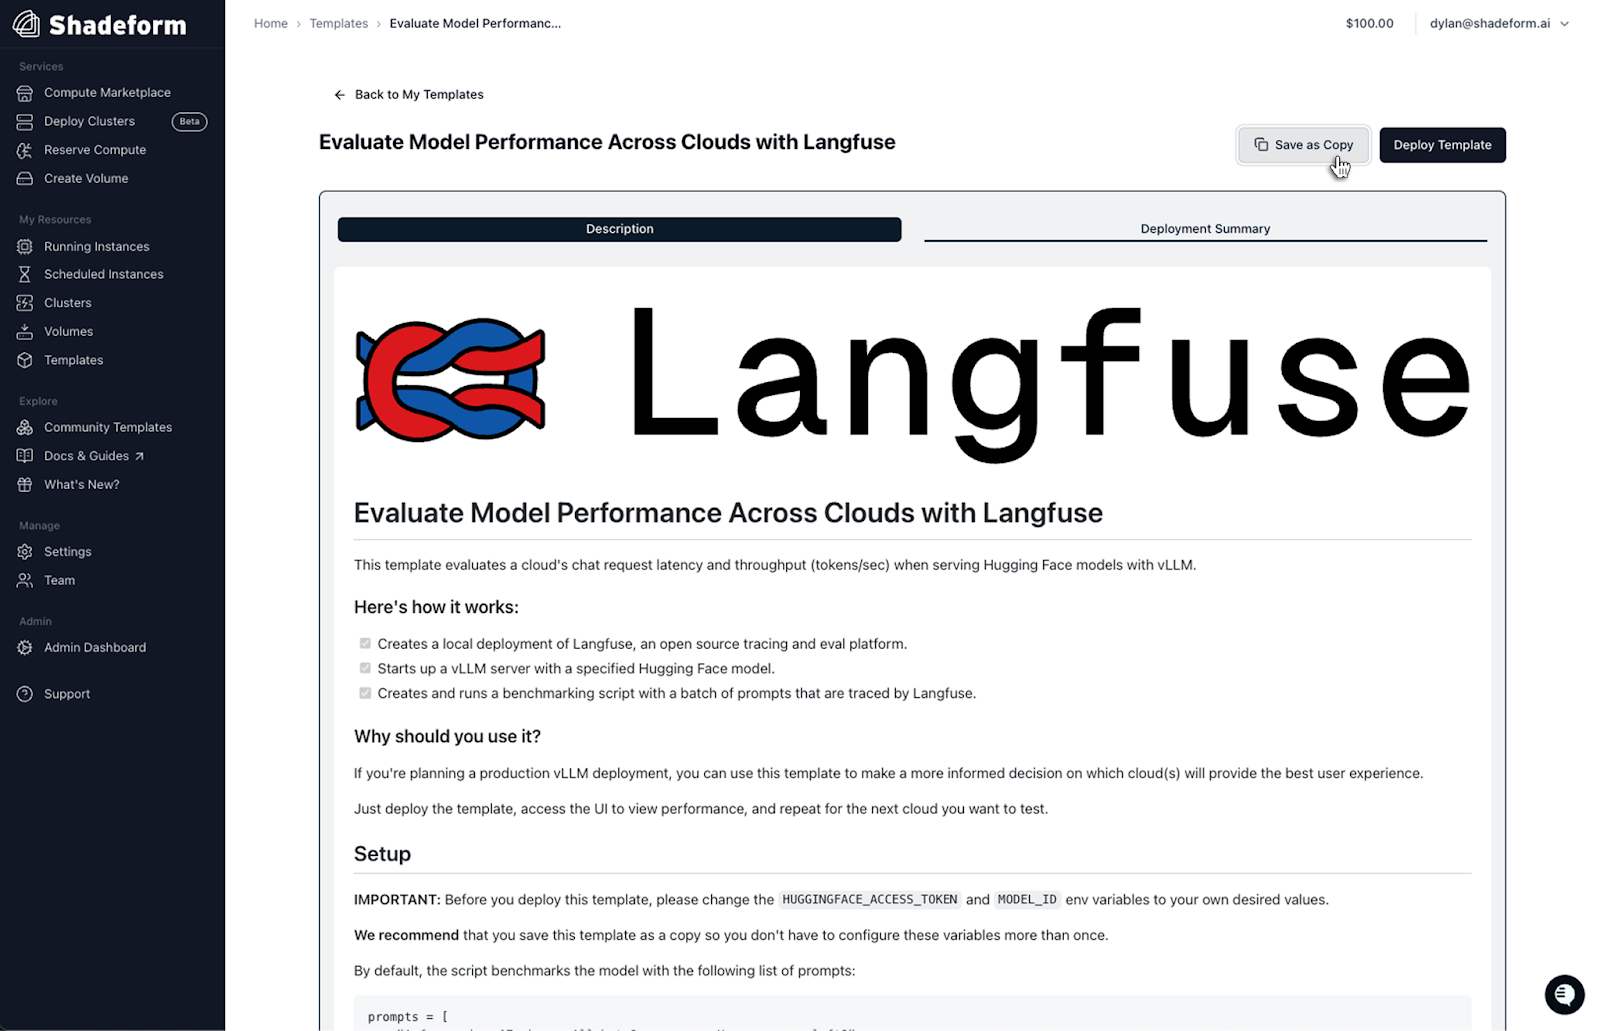 Shadeform
Home › Templates › Evaluate Model Performanc...
$100.00
dylan@shadeform.ai
Services
Compute Marketplace
Deploy Clusters Beta
Reserve Compute
Create Volume
My Resources
Running Instances
Scheduled Instances
Clusters
Volumes
Templates
Explore
Community Templates
Docs & Guides ↗
What's New?
Manage
Settings
Team
Admin
Admin Dashboard
Support
← Back to My Templates
Evaluate Model Performance Across Clouds with Langfuse
Save as Copy
Deploy Template
Description
Deployment Summary
Langfuse
Evaluate Model Performance Across Clouds with Langfuse
This template evaluates a cloud's chat request latency and throughput (tokens/sec) when serving Hugging Face models with vLLM.
Here's how it works:
Creates a local deployment of Langfuse, an open source tracing and eval platform.
Starts up a vLLM server with a specified Hugging Face model.
Creates and runs a benchmarking script with a batch of prompts that are traced by Langfuse.
Why should you use it?
If you're planning a production vLLM deployment, you can use this template to make a more informed decision on which cloud(s) will provide the best user experience.
Just deploy the template, access the UI to view performance, and repeat for the next cloud you want to test.
Setup
IMPORTANT: Before you deploy this template, please change the HUGGINGFACE_ACCESS_TOKEN and MODEL_ID env variables to your own desired values.
We recommend that you save this template as a copy so you don't have to configure these variables more than once.
By default, the script benchmarks the model with the following list of prompts:
prompts = [